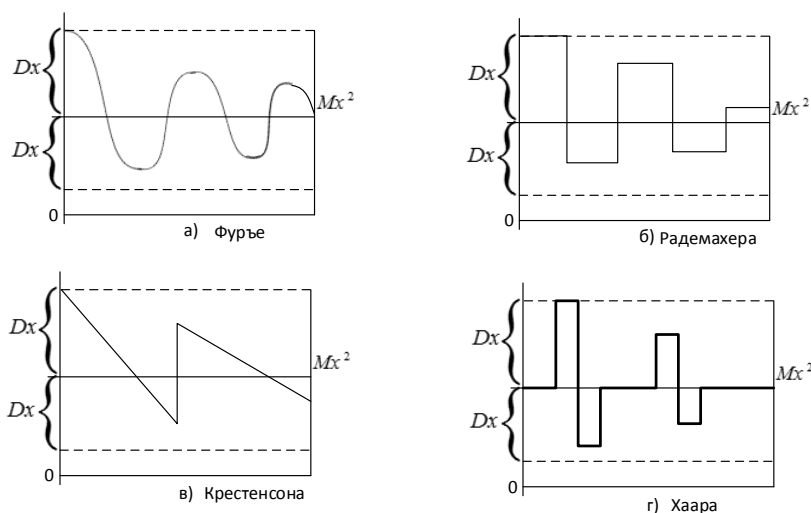 Dx
Dx
Mx²
0
а) Фуръе
Dx
Dx
Mx²
0
б) Радемахера
Dx
Dx
Mx²
0
в) Крестенсона
Dx
Dx
Mx²
0
г) Хаара